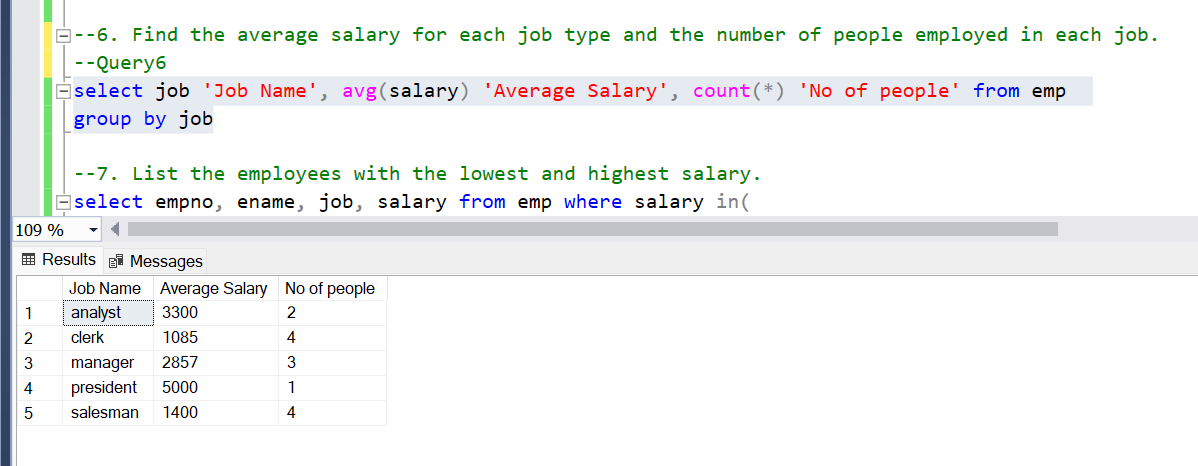 --6. Find the average salary for each job type and the number of people employed in each job.
--Query6
select job 'Job Name', avg(salary) 'Average Salary', count(*) 'No of people' from emp
group by job
--7. List the employees with the lowest and highest salary.
select empno, ename, job, salary from emp where salary in(
109 %
Results Messages
Job Name Average Salary No of people
1 analyst 3300 2
2 clerk 1085 4
3 manager 2857 3
4 president 5000 1
5 salesman 1400 4